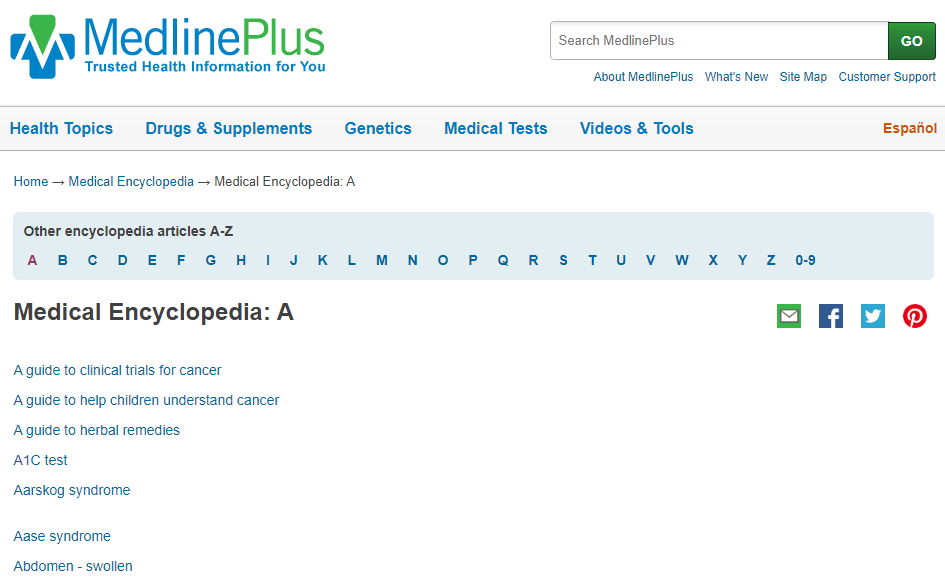 MedlinePlus
Trusted Health Information for You
Search MedlinePlus
GO
About MedlinePlus What's New Site Map Customer Support
Health Topics Drugs & Supplements Genetics Medical Tests Videos & Tools Español
Home → Medical Encyclopedia → Medical Encyclopedia: A
Other encyclopedia articles A-Z
A B C D E F G H I J K L M N O P Q R S T U V W X Y Z 0-9
Medical Encyclopedia: A
A guide to clinical trials for cancer
A guide to help children understand cancer
A guide to herbal remedies
A1C test
Aarskog syndrome
Aase syndrome
Abdomen - swollen